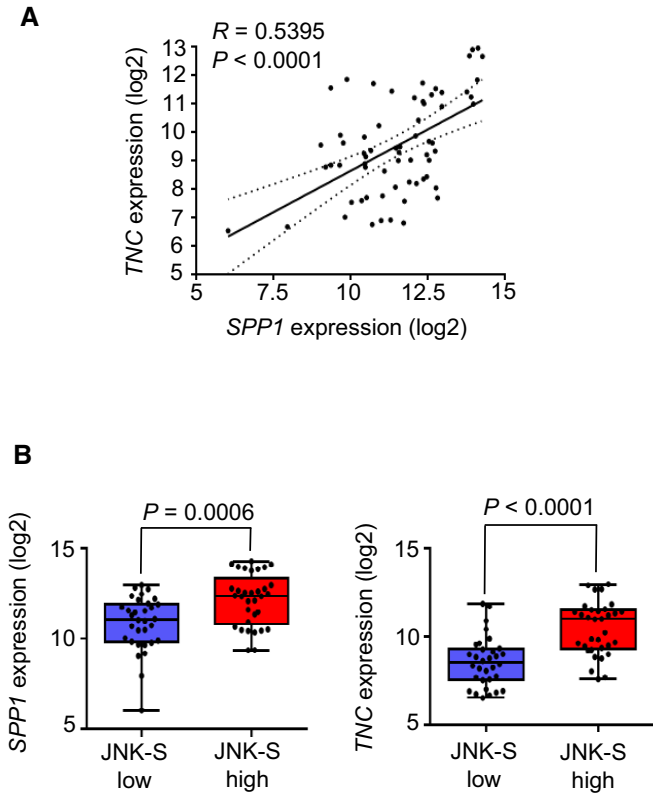 A
R = 0.5395
P < 0.0001
TNC expression (log2)
13
12
11
10
9
8
7
6
5
5
7.5
10
12.5
15
SPP1 expression (log2)
B
P = 0.0006
SPP1 expression (log2)
15
10
5
JNK-S
low
JNK-S
high
P < 0.0001
TNC expression (log2)
15
10
5
JNK-S
low
JNK-S
high